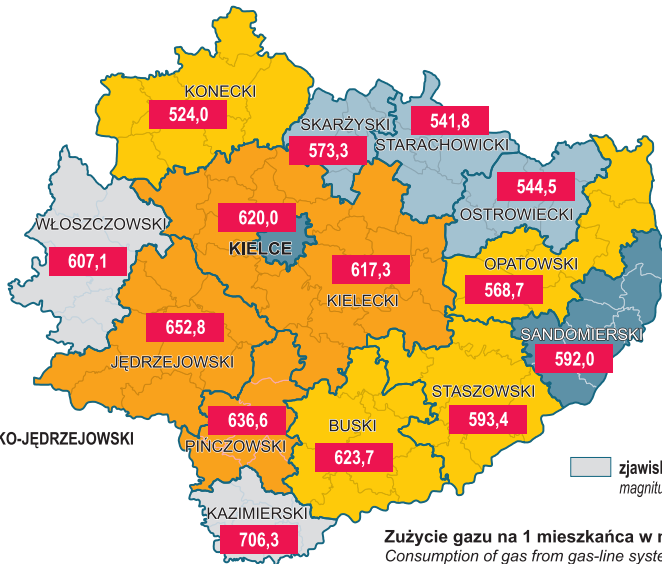 KONECKI
524,0
SKARŻYSKI
573,3
541,8
STARACHOWICKI
544,5
OSTROWIECKI
WŁOSZCZOWSKI
607,1
620,0
KIELCE
617,3
KIELECKI
OPATOWSKI
568,7
652,8
JĘDRZEJOWSKI
SANDOMIERSKI
592,0
STASZOWSKI
593,4
KO-JĘDRZEJOWSKI
636,6
PIŃCZOWSKI
BUSKI
623,7
KAZIMIERSKI
706,3
zjawisk
magnitu
Zużycie gazu na 1 mieszkańca w m
Consumption of gas from gas-line syste